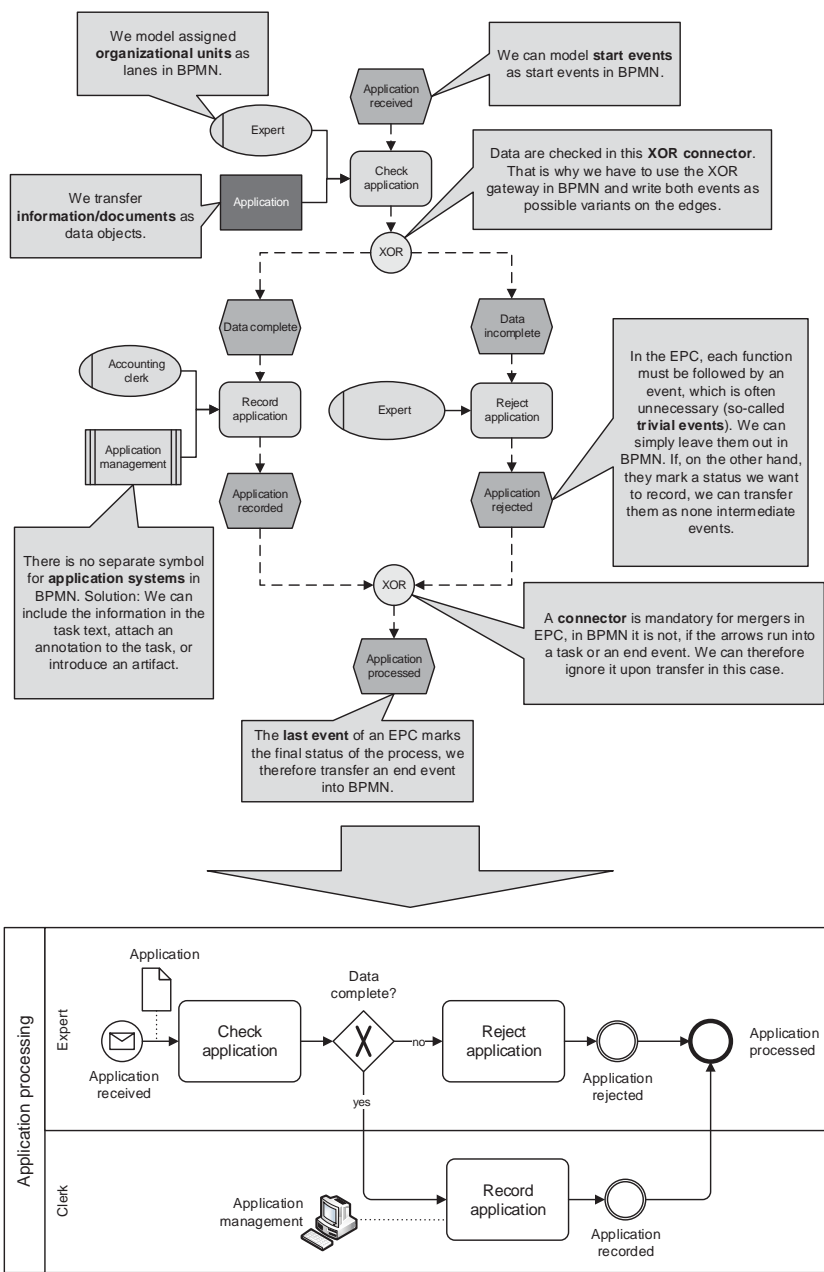 We model assigned
organizational units as
lanes in BPMN.
We can model start events
as start events in BPMN.
Application
received
Expert
Check
application
Data are checked in this XOR connector.
That is why we have to use the XOR
gateway in BPMN and write both events as
possible variants on the edges.
We transfer
information/documents as
data objects.
Application
XOR
Data complete
Data
incomplete
Accounting
clerk
Record
application
Expert
Reject
application
In the EPC, each function
must be followed by an
event, which is often
unnecessary (so-called
trivial events). We can
simply leave them out in
BPMN. If, on the other hand,
they mark a status we want
to record, we can transfer
them as none intermediate
events.
Application
management
Application
recorded
Application
rejected
There is no separate symbol
for application systems in
BPMN. Solution: We can
include the information in the
task text, attach an
annotation to the task, or
introduce an artifact.
XOR
A connector is mandatory for mergers in
EPC, in BPMN it is not, if the arrows run into
a task or an end event. We can therefore
ignore it upon transfer in this case.
Application
processed
The last event of an EPC marks
the final status of the process, we
therefore transfer an end event
into BPMN.
Application processing
Expert
Application
Application
received
Check
application
Data
complete?
no
yes
Reject
application
Application
rejected
Application
processed
Clerk
Application
management
Record
application
Application
recorded